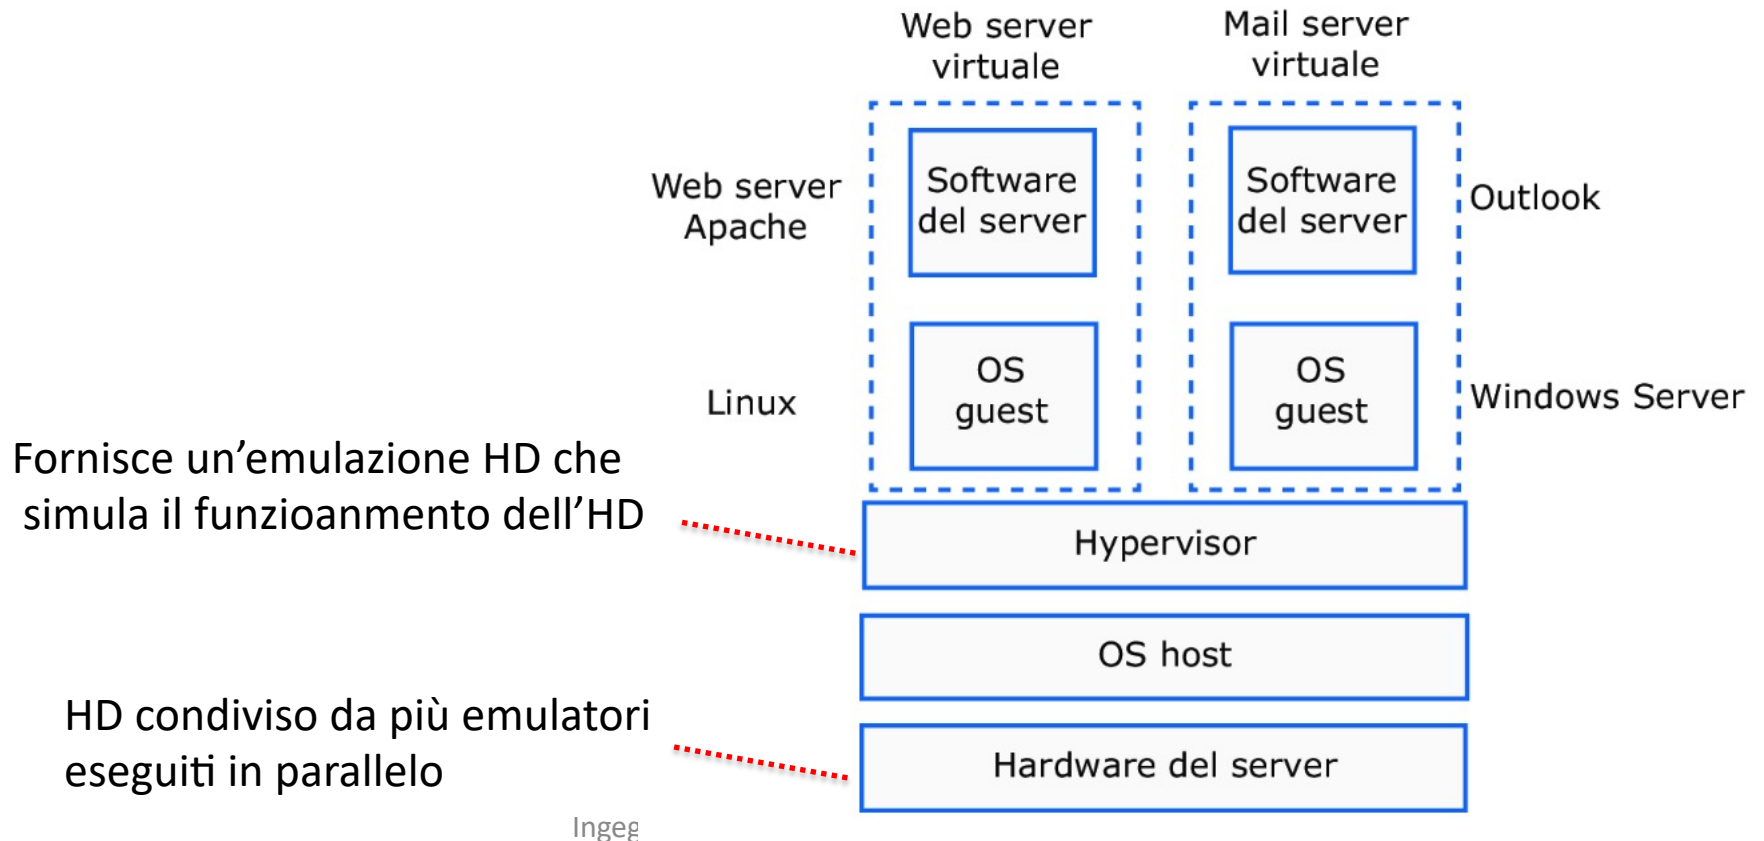 Web server
virtuale
Mail server
virtuale
Web server
Apache
Software
del server
Software
del server
Outlook
Linux
OS
guest
OS
guest
Windows Server
Fornisce un’emulazione HD che
simula il funzioanmento dell’HD
Hypervisor
OS host
HD condiviso da più emulatori
eseguiti in parallelo
Hardware del server
Ingeg